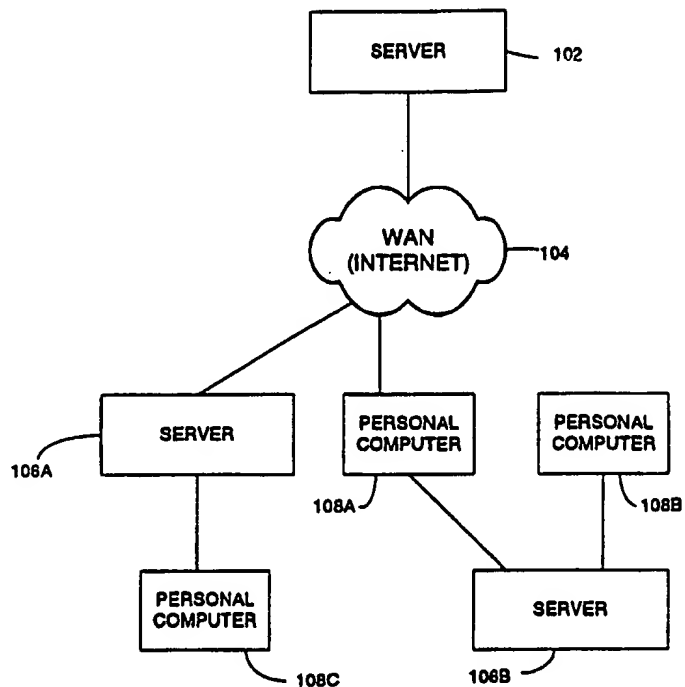 SERVER
102
WAN
(INTERNET)
104
SERVER
106A
PERSONAL
COMPUTER
108A
PERSONAL
COMPUTER
108B
PERSONAL
COMPUTER
108C
SERVER
106B